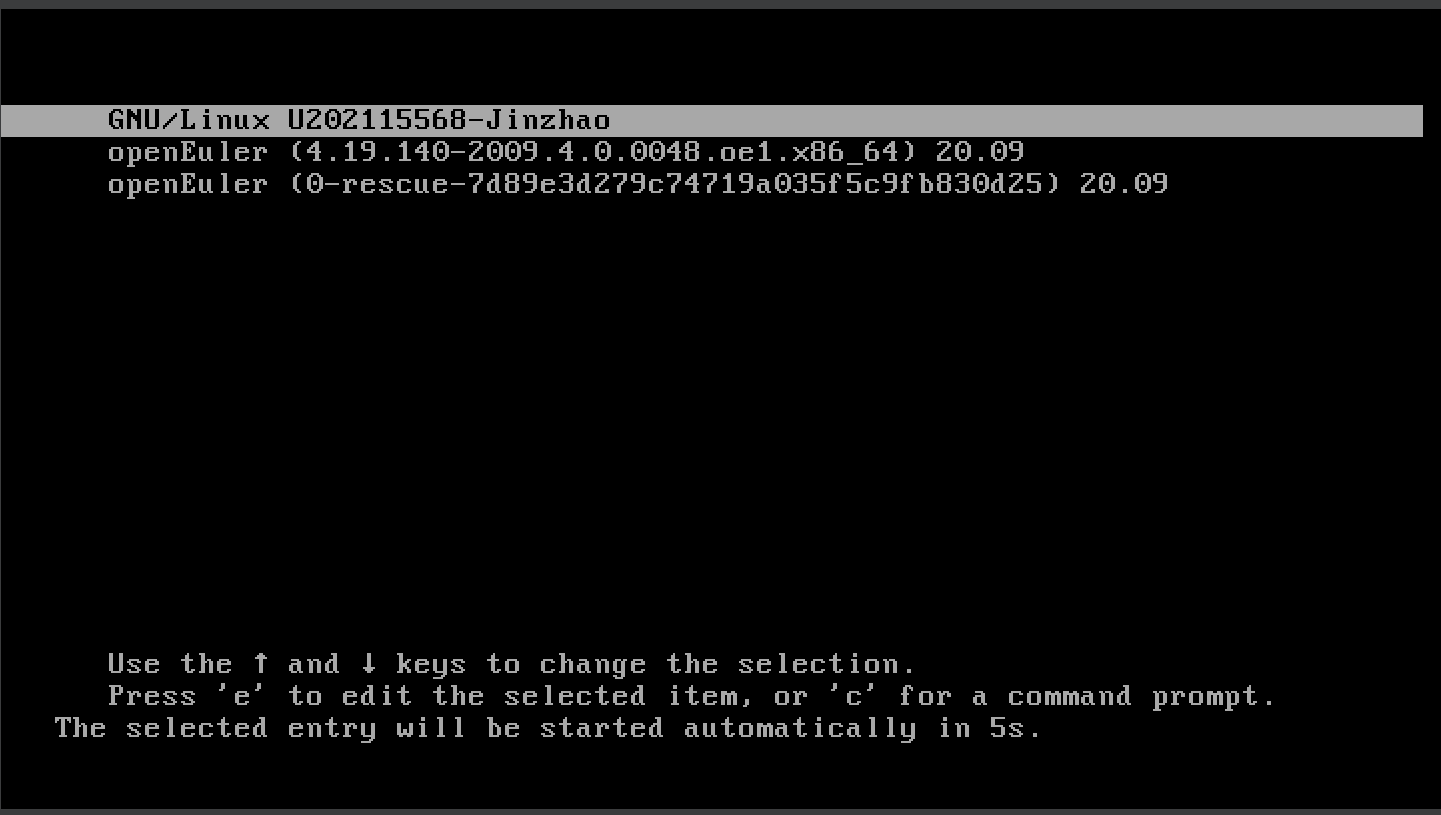 GNU/Linux U202115568-Jinzhao
openEuler (4.19.140-2009.4.0.0048.oe1.x86_64) 20.09
openEuler (0-rescue-7d89e3d279c74719a035f5c9fb830d25) 20.09
Use the ↑ and ↓ keys to change the selection.
Press 'e' to edit the selected item, or 'c' for a command prompt.
The selected entry will be started automatically in 5s.